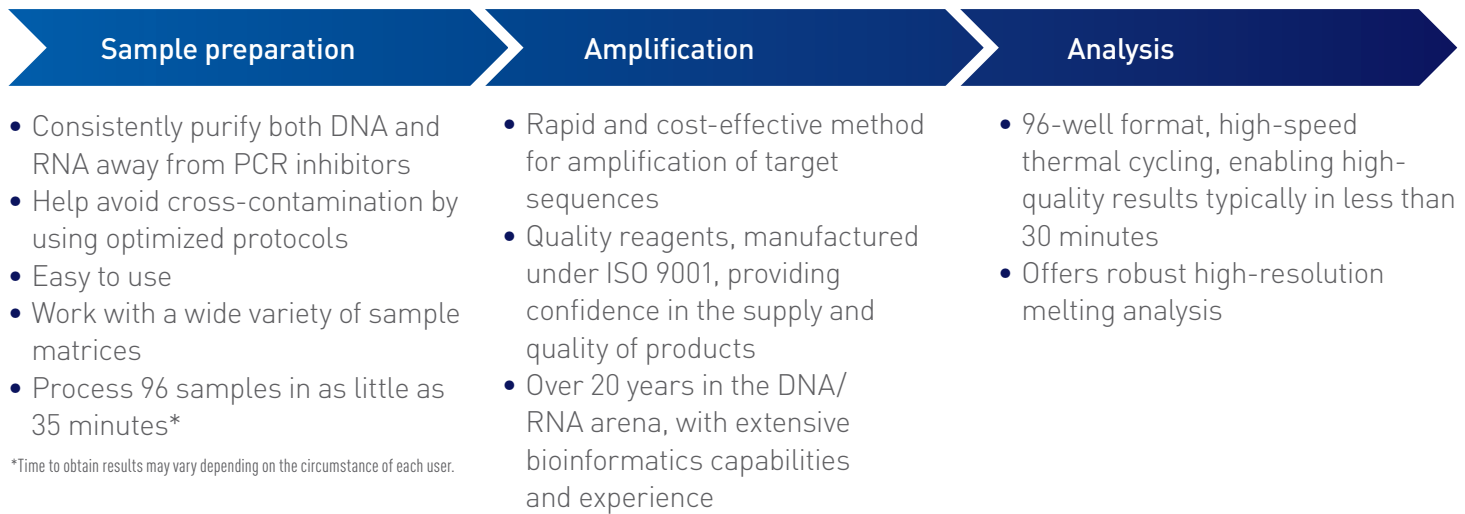 Sample preparation
• Consistently purify both DNA and
RNA away from PCR inhibitors
• Help avoid cross-contamination by
using optimized protocols
• Easy to use
• Work with a wide variety of sample
matrices
• Process 96 samples in as little as
35 minutes*
*Time to obtain results may vary depending on the circumstance of each user.
Amplification
• Rapid and cost-effective method
for amplification of target
sequences
• Quality reagents, manufactured
under ISO 9001, providing
confidence in the supply and
quality of products
• Over 20 years in the DNA/
RNA arena, with extensive
bioinformatics capabilities
and experience
Analysis
• 96-well format, high-speed
thermal cycling, enabling high-
quality results typically in less than
30 minutes
• Offers robust high-resolution
melting analysis